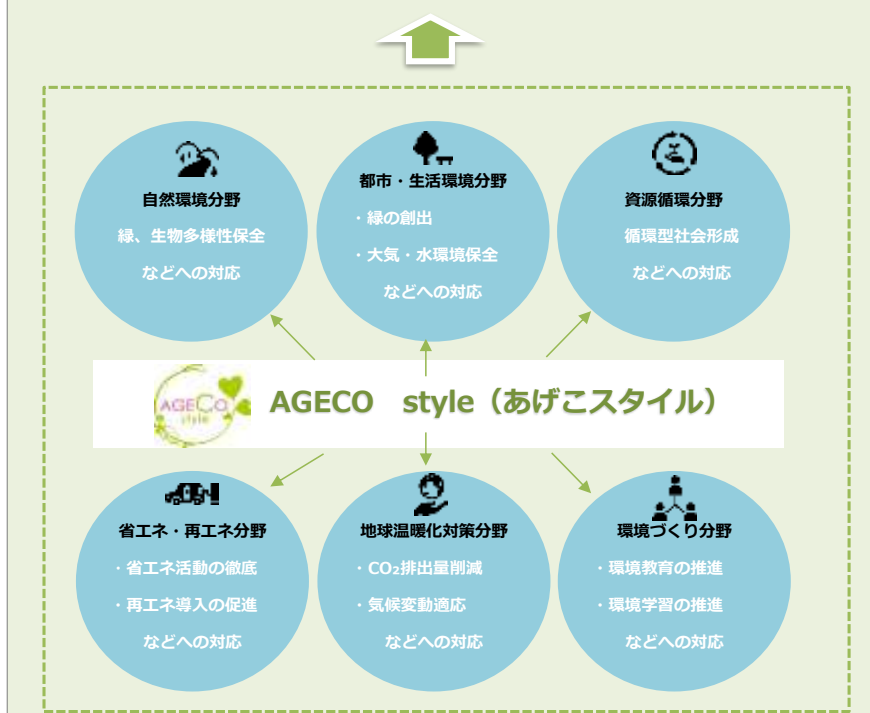 自然環境分野
緑、生物多様性保全
などへの対応
都市・生活環境分野
・緑の創出
・大気・水環境保全
などへの対応
資源循環分野
循環型社会形成
などへの対応
AGECO
style
AGECO　style（あげこスタイル）
省エネ・再エネ分野
・省エネ活動の徹底
・再エネ導入の促進
などへの対応
地球温暖化対策分野
・CO₂排出量削減
・気候変動適応
などへの対応
環境づくり分野
・環境教育の推進
・環境学習の推進
などへの対応